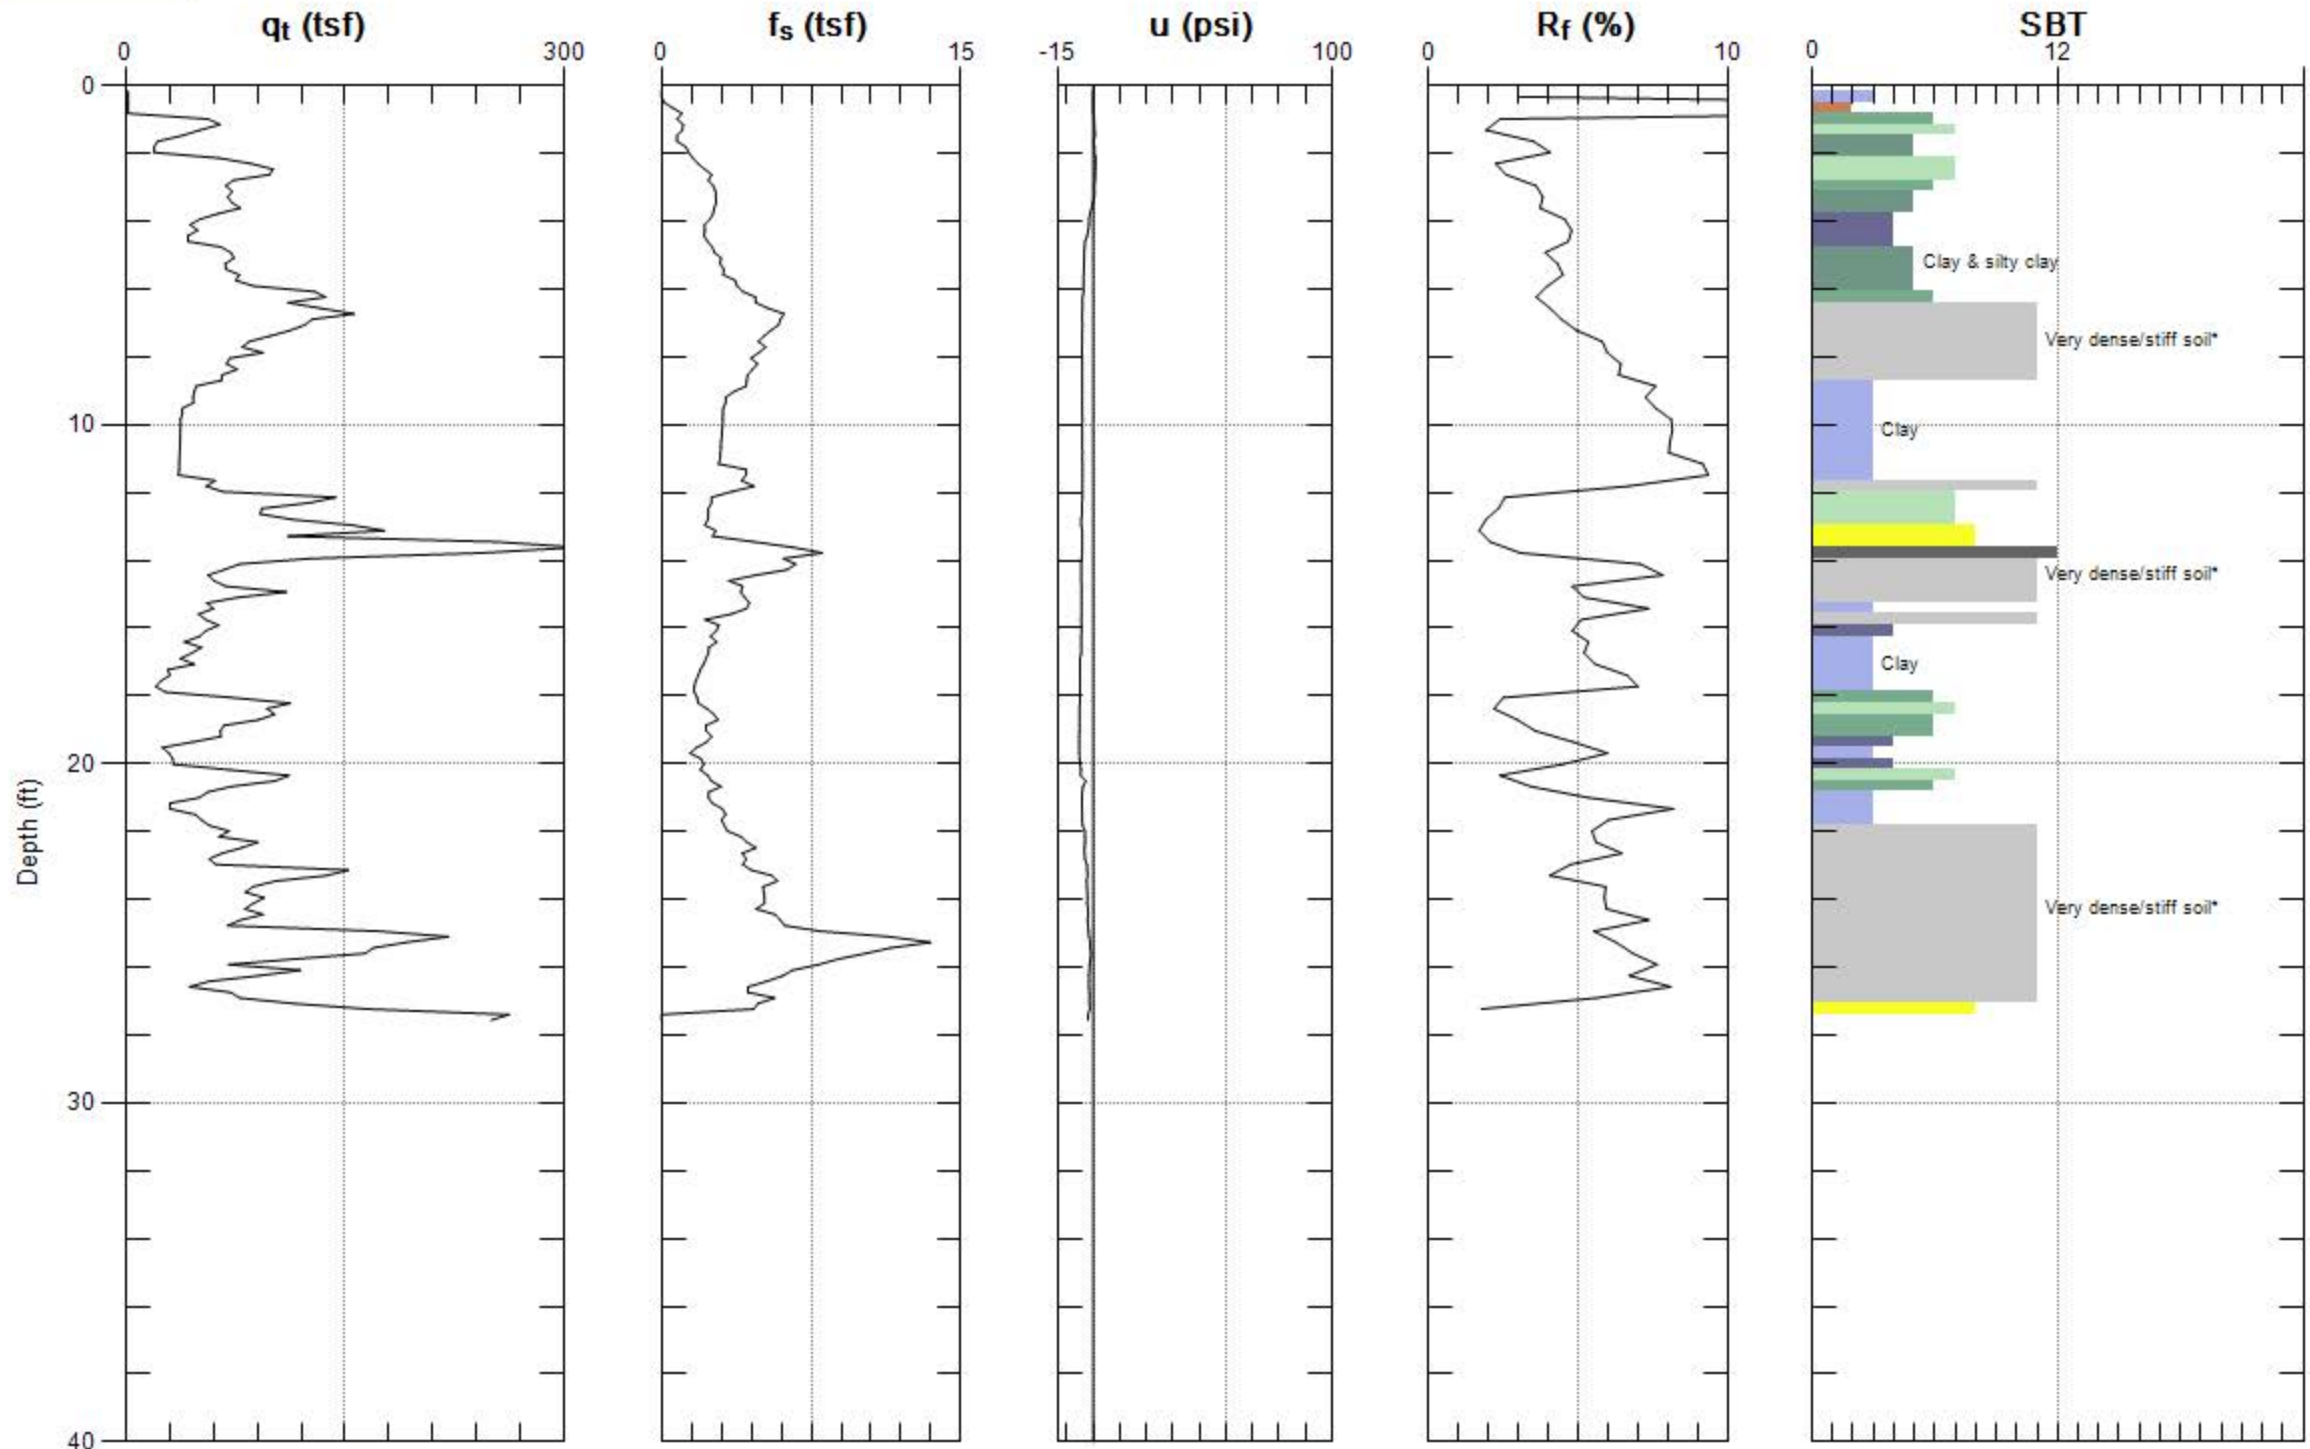 qt (tsf) fs (tsf) u (psi) Rf (%) SBT
0 300 0 15 -15 100 0 10 0 12
0
Clay & silty clay
Very dense/stiff soil*
10
Clay
Very dense/stiff soil*
Clay
20
Depth (ft)
Very dense/stiff soil*
30
40